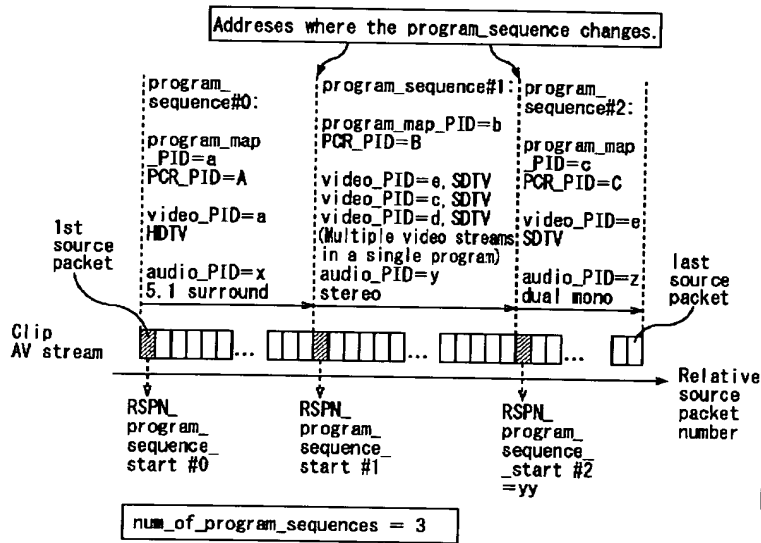 Addreses where the program_sequence changes.
program_
sequence#0:
program_map
_PID=a
PCR_PID=A
video_PID=a
HDTV
audio_PID=x
5.1 surround
program_sequence#1:
program_map_PID=b
PCR_PID=B
video_PID=e, SDTV
video_PID=c, SDTV
video_PID=d, SDTV
(Multiple video streams
in a single program)
audio_PID=y
stereo
program_
sequence#2:
program_map
_PID=c
PCR_PID=C
video_PID=e
SDTV
audio_PID=z
dual mono
1st
source
packet
last
source
packet
Clip
AV stream
... ... ...
Relative
source
packet
number
RSPN_
program_
sequence_
start #0
RSPN_
program_
sequence_
start #1
RSPN_
program_
sequence_
_start #2
=yy
num_of_program_sequences = 3